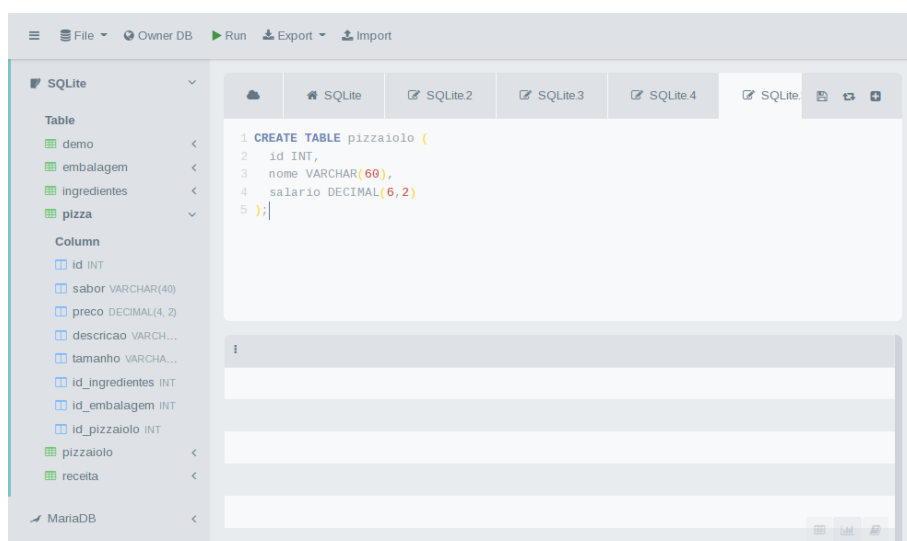 File Owner DB Run Export Import
SQLite
Table
demo
embalagem
ingredientes
pizza
Column
id INT
sabor VARCHAR(40)
preco DECIMAL(4, 2)
descricao VARCH...
tamanho VARCHA...
id_ingredientes INT
id_embalagem INT
id_pizzaiolo INT
pizzaiolo
receita
MariaDB
SQLite SQLite.2 SQLite.3 SQLite.4 SQLite.
1 CREATE TABLE pizzaiolo (
2 id INT,
3 nome VARCHAR(60),
4 salario DECIMAL(6,2)
5 );